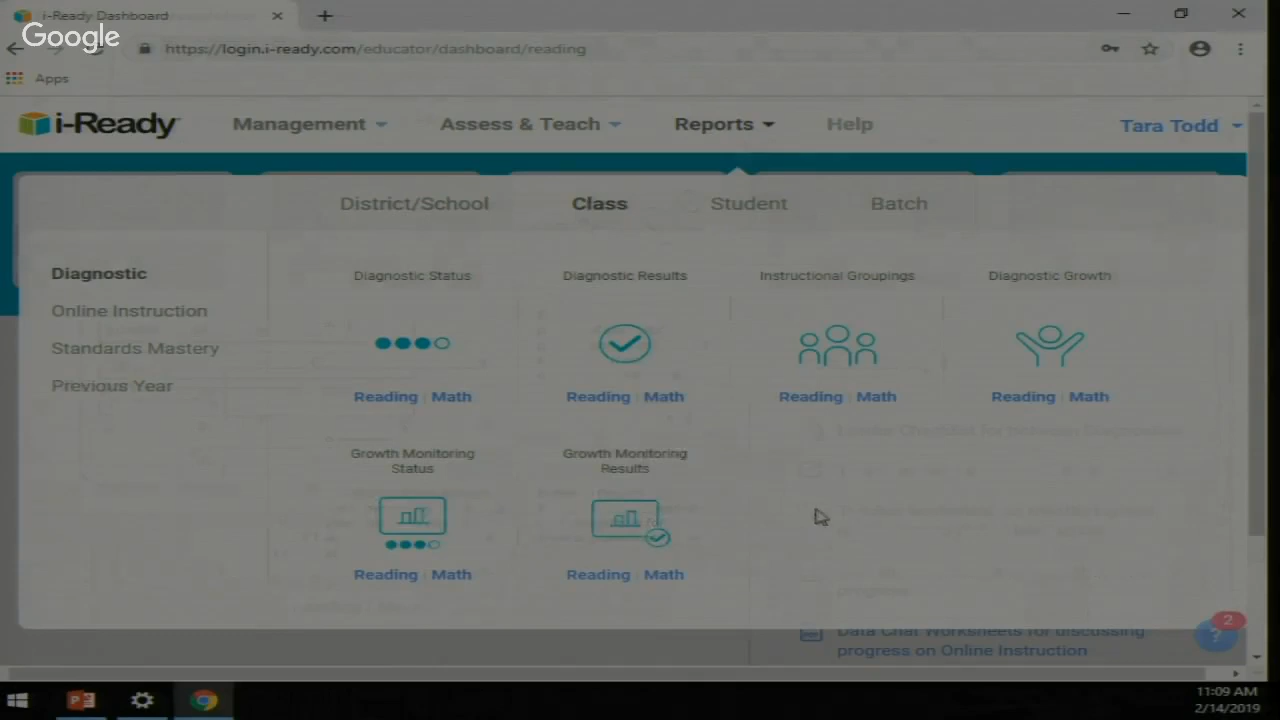 i-Ready Dashboard
Google
https://login.i-ready.com/educator/dashboard/reading
Apps
i-Ready
Management
Assess & Teach
Reports
Help
Tara Todd
District/School
Class
Student
Batch
Diagnostic
Online Instruction
Standards Mastery
Previous Year
Diagnostic Status
Reading | Math
Diagnostic Results
Reading | Math
Instructional Groupings
Reading | Math
Diagnostic Growth
Reading | Math
Growth Monitoring
Status
Reading | Math
Growth Monitoring
Results
Reading | Math
Data Chat Worksheets for discussing
progress on Online Instruction
2
?
11:09 AM
2/14/2019